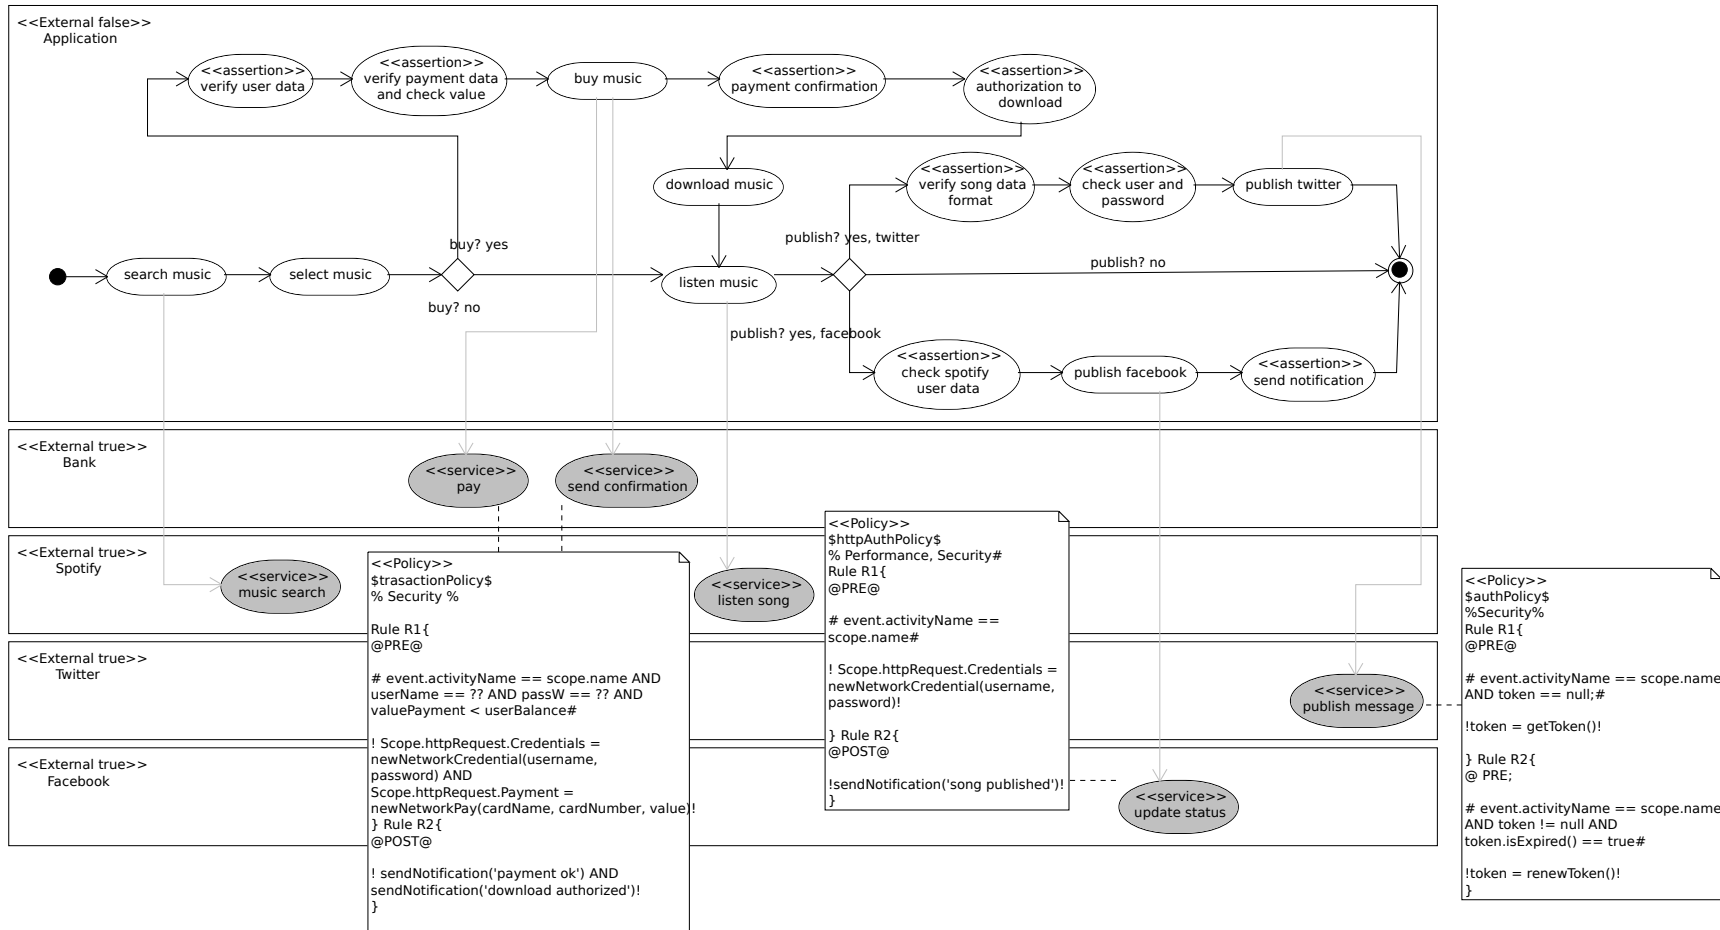 <<External false>>
Application
<<assertion>>
verify user data
<<assertion>>
verify payment data
and check value
buy music
<<assertion>>
payment confirmation
<<assertion>>
authorization to
download
download music
<<assertion>>
verify song data
format
<<assertion>>
check user and
password
publish twitter
buy? yes
publish? yes, twitter
search music
select music
listen music
publish? no
buy? no
publish? yes, facebook
<<assertion>>
check spotify
user data
publish facebook
<<assertion>>
send notification
<<External true>>
Bank
<<service>>
pay
<<service>>
send confirmation
<<External true>>
Spotify
<<service>>
music search
<<Policy>>
$trasactionPolicy$
% Security %
Rule R1{
@PRE@
# event.activityName == scope.name AND
userName == ?? AND passW == ?? AND
valuePayment < userBalance#
! Scope.httpRequest.Credentials =
newNetworkCredential(username,
password) AND
Scope.httpRequest.Payment =
newNetworkPay(cardName, cardNumber, value)!
} Rule R2{
@POST@
! sendNotification('payment ok') AND
sendNotification('download authorized')!
}
<<service>>
listen song
<<Policy>>
$httpAuthPolicy$
% Performance, Security#
Rule R1{
@PRE@
# event.activityName ==
scope.name#
! Scope.httpRequest.Credentials =
newNetworkCredential(username,
password)!
} Rule R2{
@POST@
!sendNotification('song published')!
}
<<External true>>
Twitter
<<service>>
publish message
<<Policy>>
$authPolicy$
%Security%
Rule R1{
@PRE@
# event.activityName == scope.name
AND token == null;#
!token = getToken()!
} Rule R2{
@ PRE;
# event.activityName == scope.name
AND token != null AND
token.isExpired() == true#
!token = renewToken()!
}
<<External true>>
Facebook
<<service>>
update status